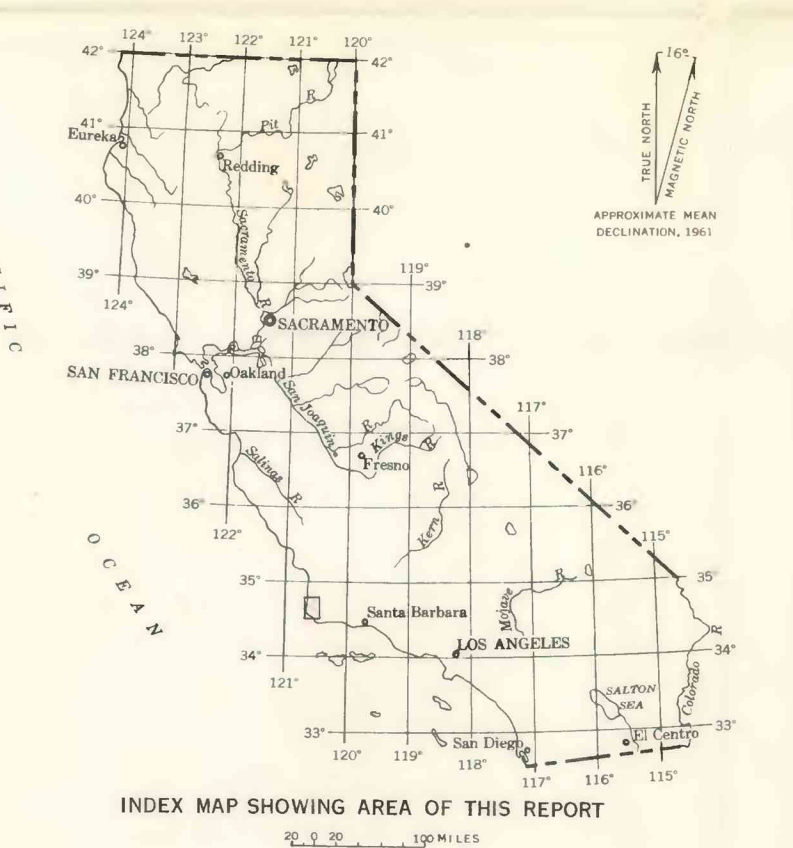 124° 123° 122° 121° 120°
42° 42°
16°
TRUE NORTH
MAGNETIC NORTH
APPROXIMATE MEAN
DECLINATION, 1961
R
Pit
41° 41°
Eureka
Redding
40° 40°
Sacramento
R
39° 119° 39°
124°
SACRAMENTO
118°
38° 38°
SAN FRANCISCO Oakland
San Joaquin
R
117°
37° 37°
Kings R
Fresno
Salinas R
116°
R
Kern
36° 36°
122°
115°
35° 35°
R
Mojave
Santa Barbara
LOS ANGELES
R
Colorado
34° 34°
121°
SALTON
SEA
33° 33°
El Centro
San Diego
120° 119° 118° 117° 116° 115°
IFIC
OCEAN
INDEX MAP SHOWING AREA OF THIS REPORT
20 0 20 100 MILES